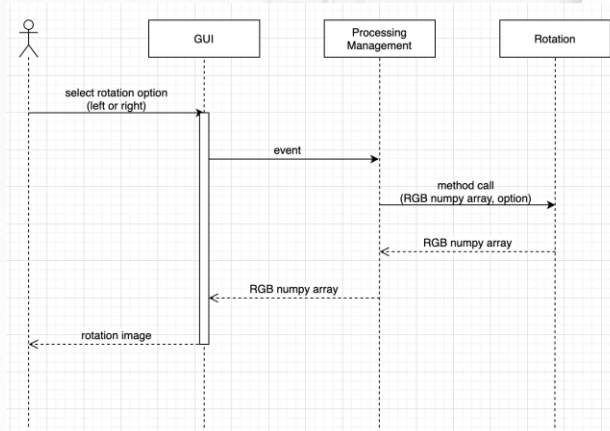 GUI
Processing
Management
Rotation
select rotation option
(left or right)
event
method call
(RGB numpy array, option)
RGB numpy array
RGB numpy array
rotation image